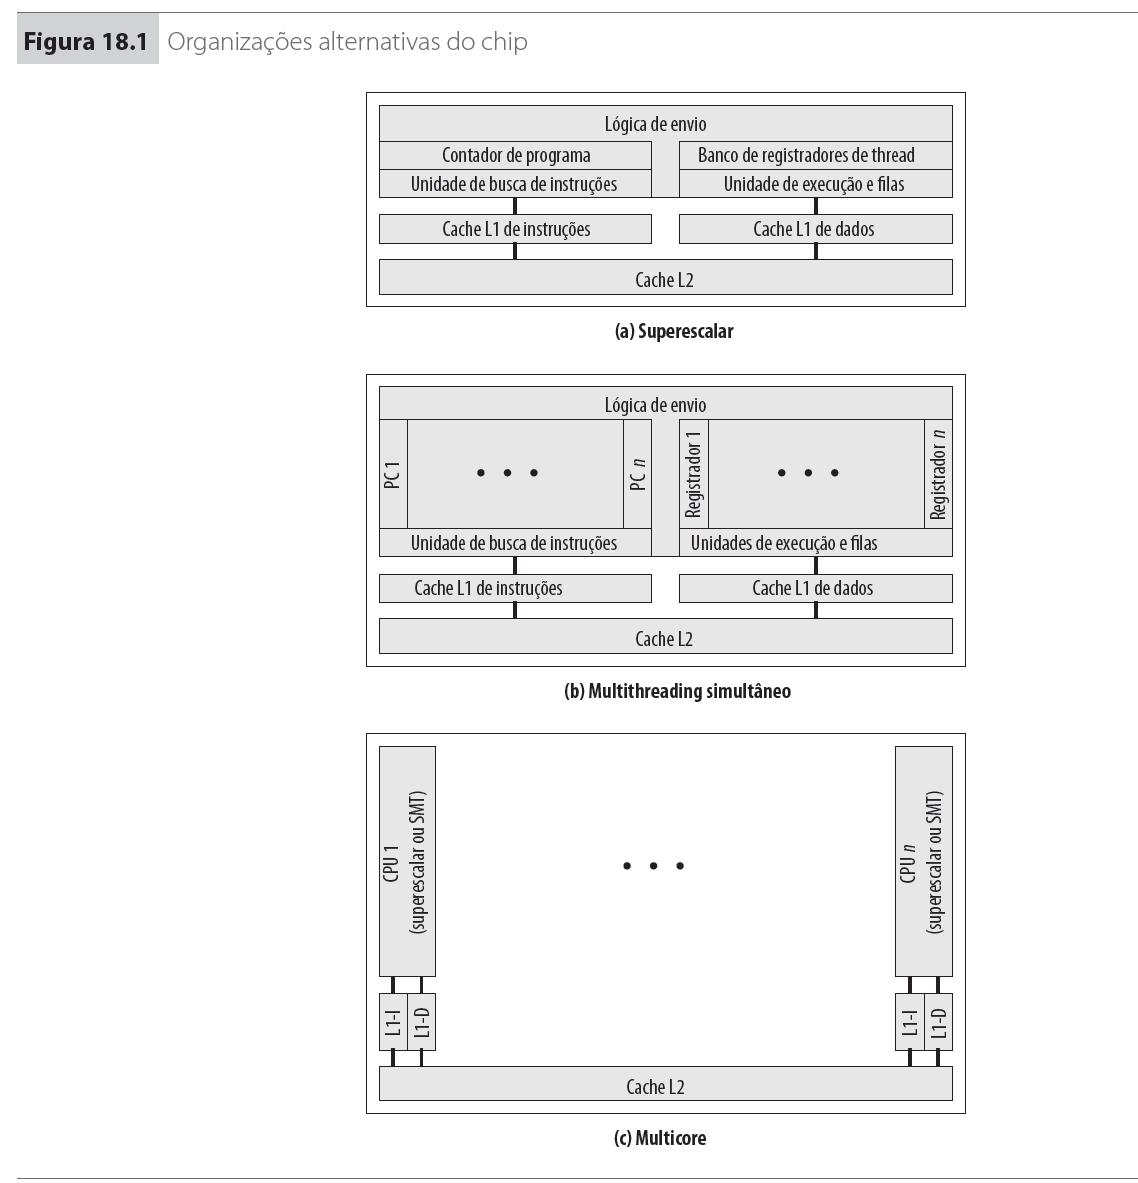 Figura 18.1 Organizações alternativas do chip
Lógica de envio
Contador de programa
Banco de registradores de thread
Unidade de busca de instruções
Unidade de execução e filas
Cache L1 de instruções
Cache L1 de dados
Cache L2
(a) Superescalar
Lógica de envio
PC 1
PC n
Registrador 1
Registrador n
Unidade de busca de instruções
Unidades de execução e filas
Cache L1 de instruções
Cache L1 de dados
Cache L2
(b) Multithreading simultâneo
CPU 1
(superescalar ou SMT)
CPU n
(superescalar ou SMT)
L1-I
L1-D
L1-I
L1-D
Cache L2
(c) Multicore